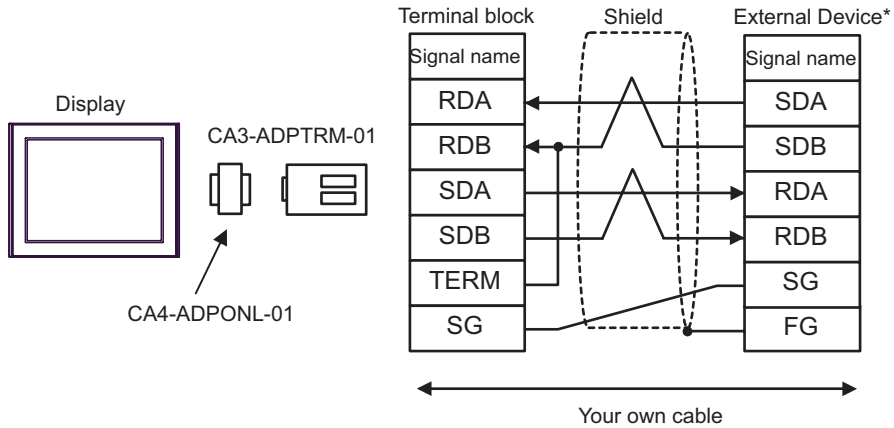 Terminal block
Shield
External Device*
Signal name
Signal name
Display
CA3-ADPTRM-01
CA4-ADPONL-01
RDA
SDA
RDB
SDB
SDA
RDA
SDB
RDB
TERM
SG
SG
FG
Your own cable